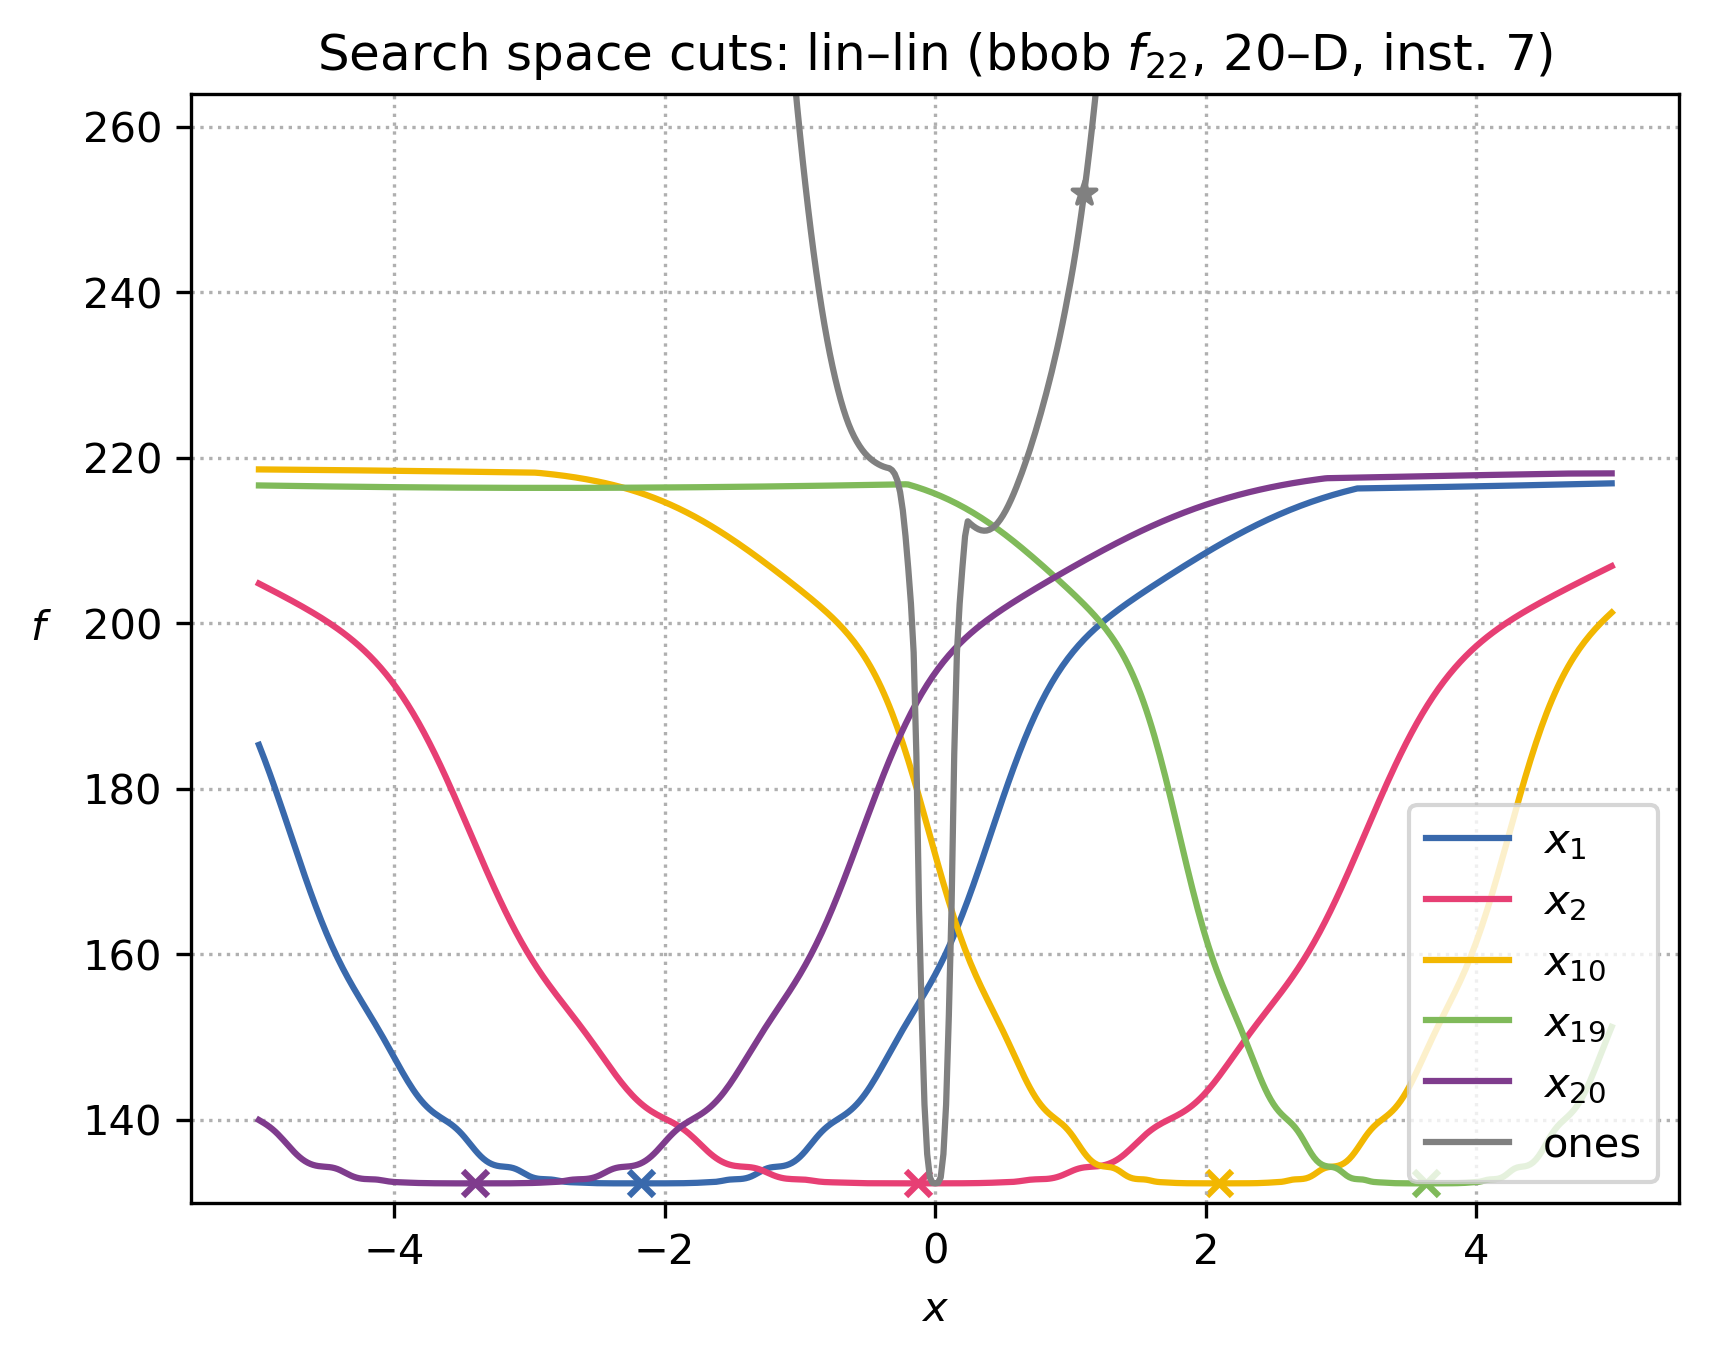 Search space cuts: lin–lin (bbob f₂₂, 20–D, inst. 7)
260
240
220
200
180
160
140
f
−4
−2
0
2
4
x
x₁
x₂
x₁₀
x₁₉
x₂₀
ones